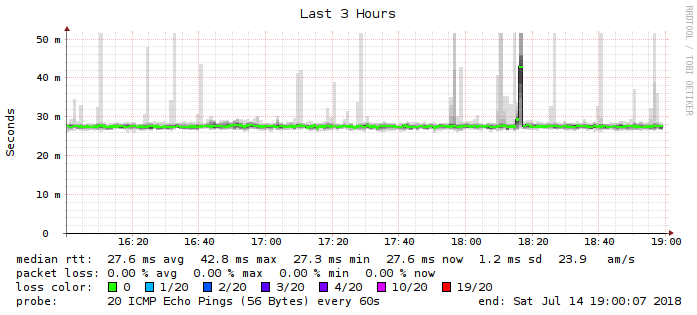 Last 3 Hours
RRDTOOL / TOBI OETIKER
Seconds
50 m
40 m
30 m
20 m
10 m
0
16:20 16:40 17:00 17:20 17:40 18:00 18:20 18:40 19:00
median rtt: 27.6 ms avg 42.8 ms max 27.3 ms min 27.6 ms now 1.2 ms sd 23.9 am/s
packet loss: 0.00 % avg 0.00 % max 0.00 % min 0.00 % now
loss color: 0 1/20 2/20 3/20 4/20 10/20 19/20
probe: 20 ICMP Echo Pings (56 Bytes) every 60s end: Sat Jul 14 19:00:07 2018